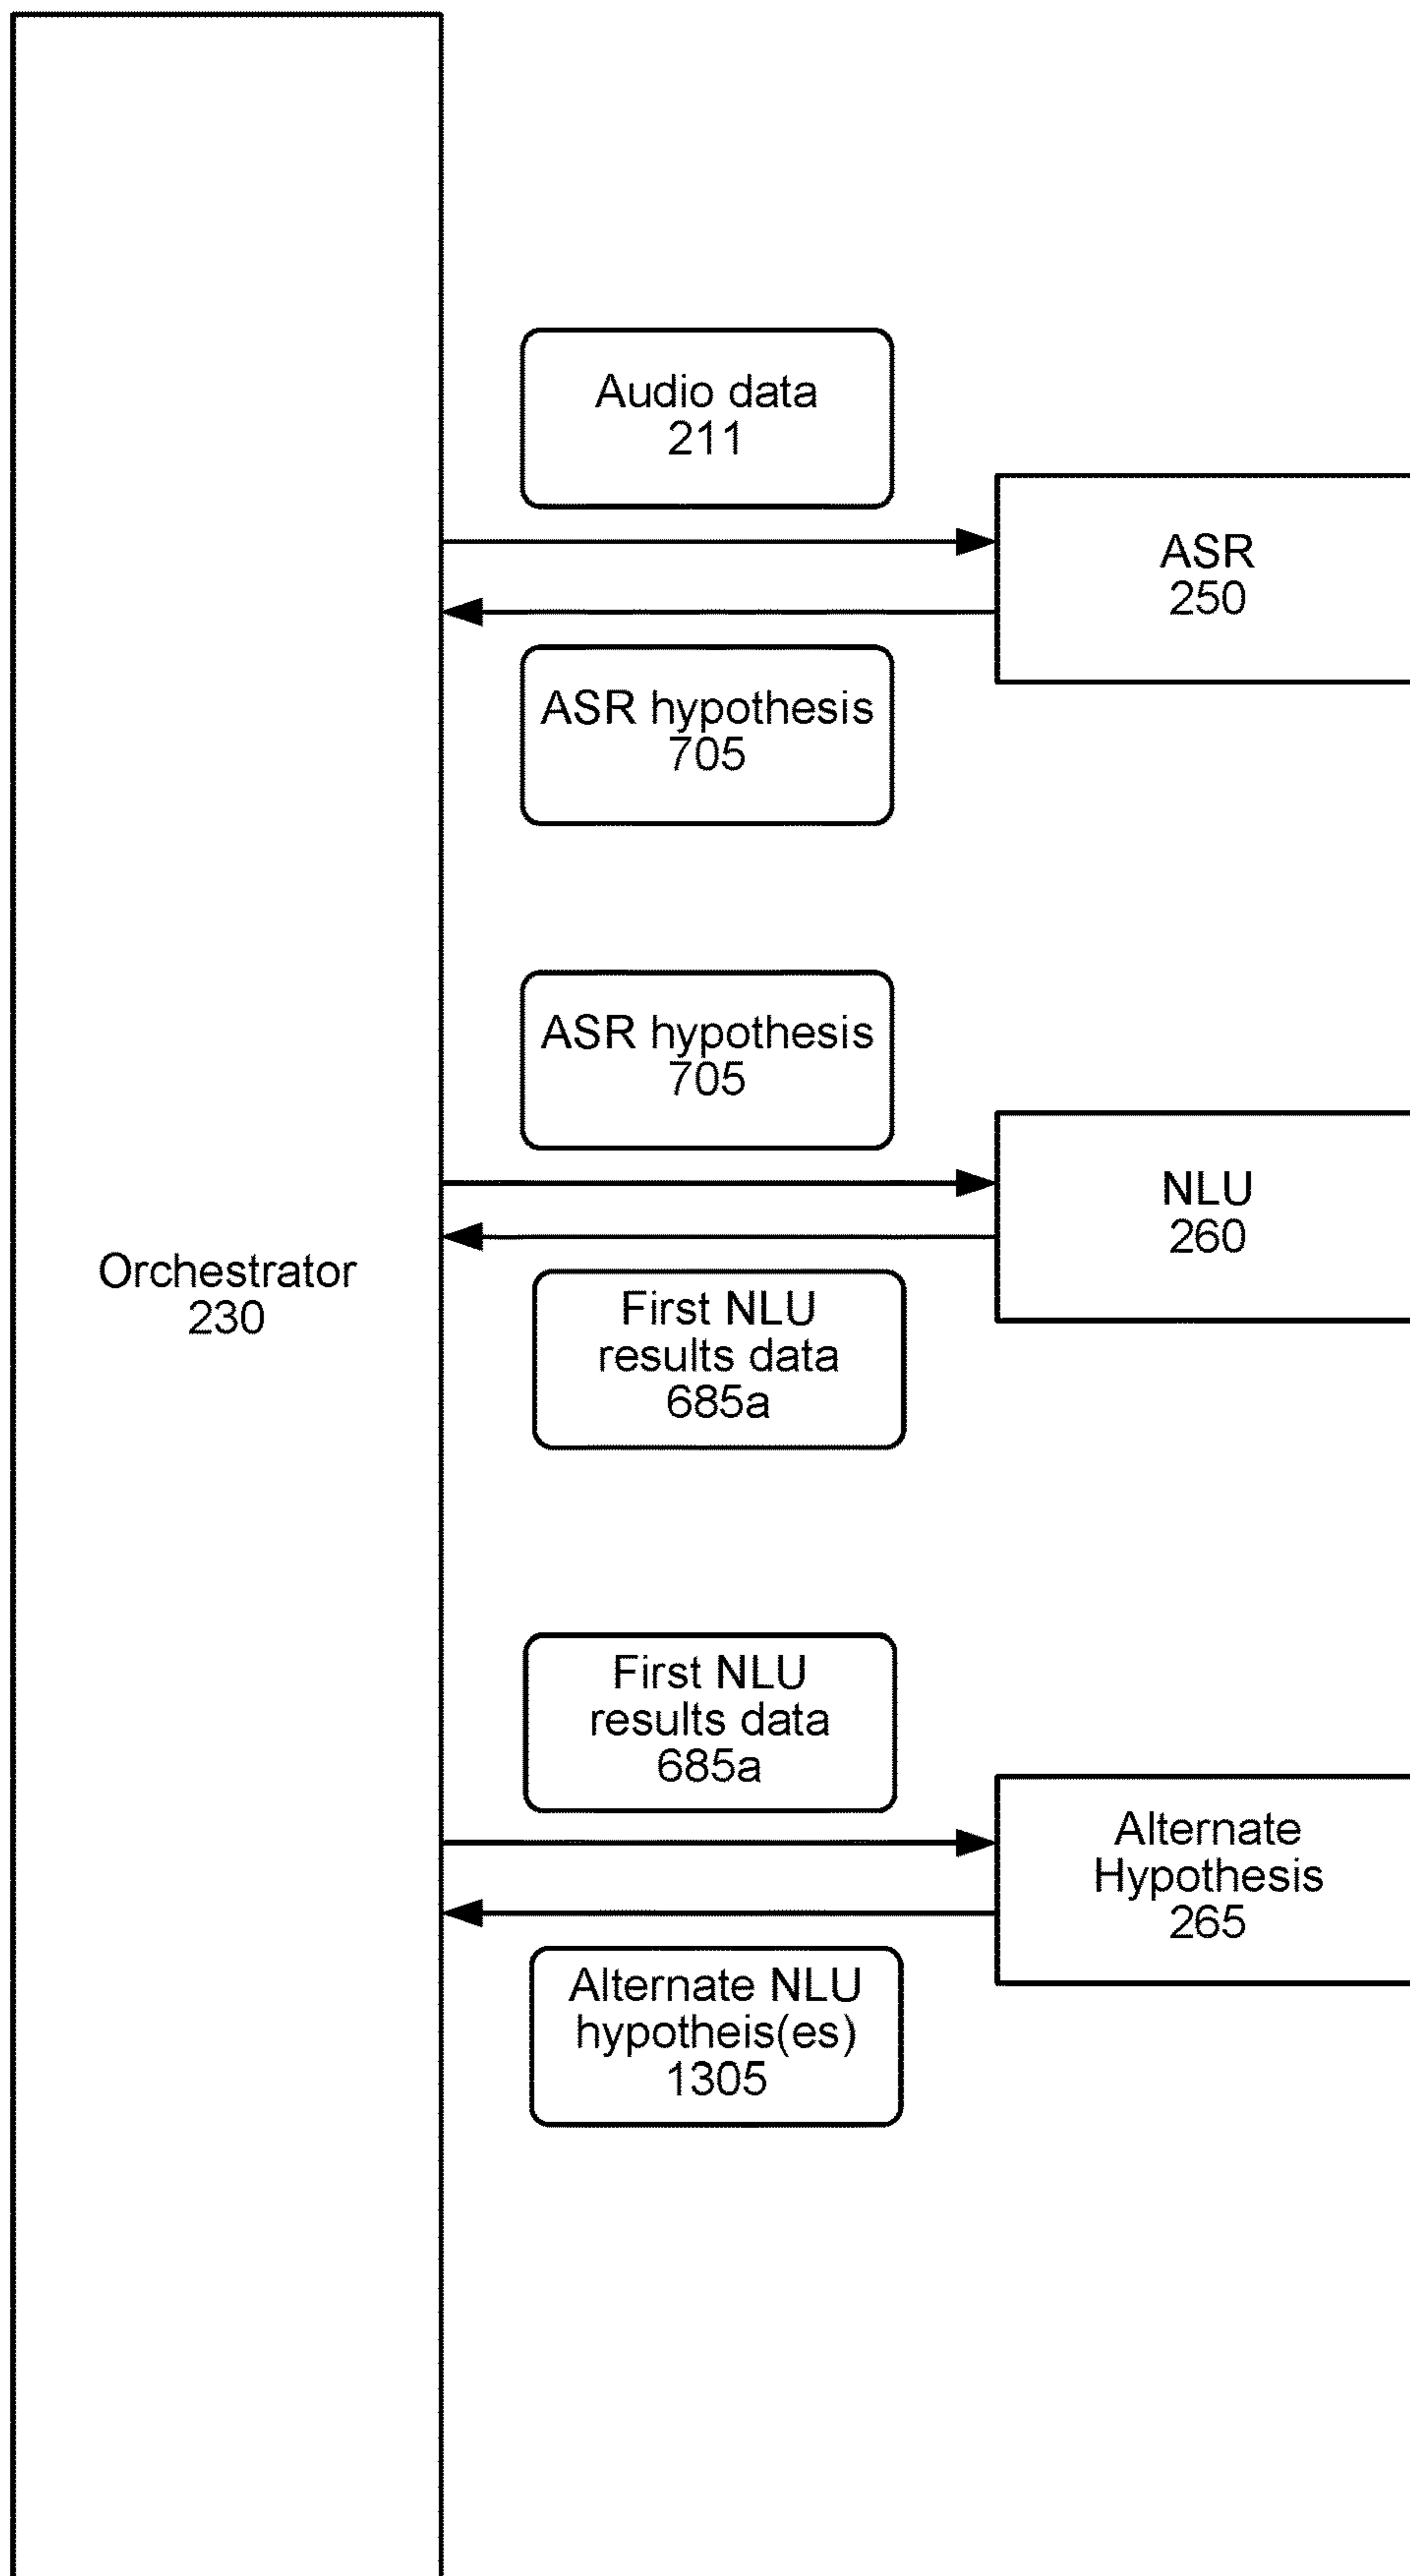 Audio data
211
ASR
250
ASR hypothesis
705
ASR hypothesis
705
NLU
260
Orchestrator
230
First NLU
results data
685a
First NLU
results data
685a
Alternate
Hypothesis
265
Alternate NLU
hypotheis(es)
1305